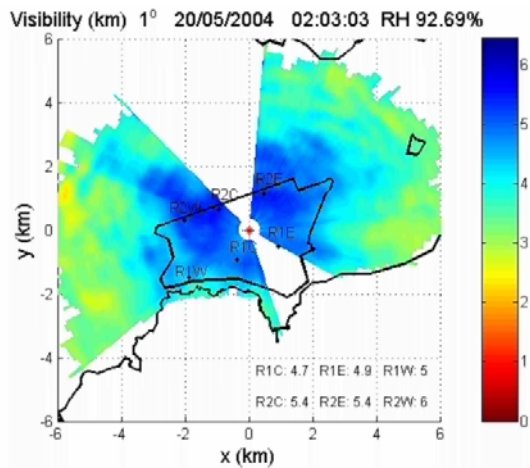 Visibility (km) 1⁰ 20/05/2004 02:03:03 RH 92.69%
6
4
2
0
-2
-4
-6
y (km)
R2E
R2C
R2W
R1E
R1C
R1W
R1C: 4.7 R1E: 4.9 R1W: 5
R2C: 5.4 R2E: 5.4 R2W: 6
-6 -4 -2 0 2 4 6
x (km)
6
5
4
3
2
1
0